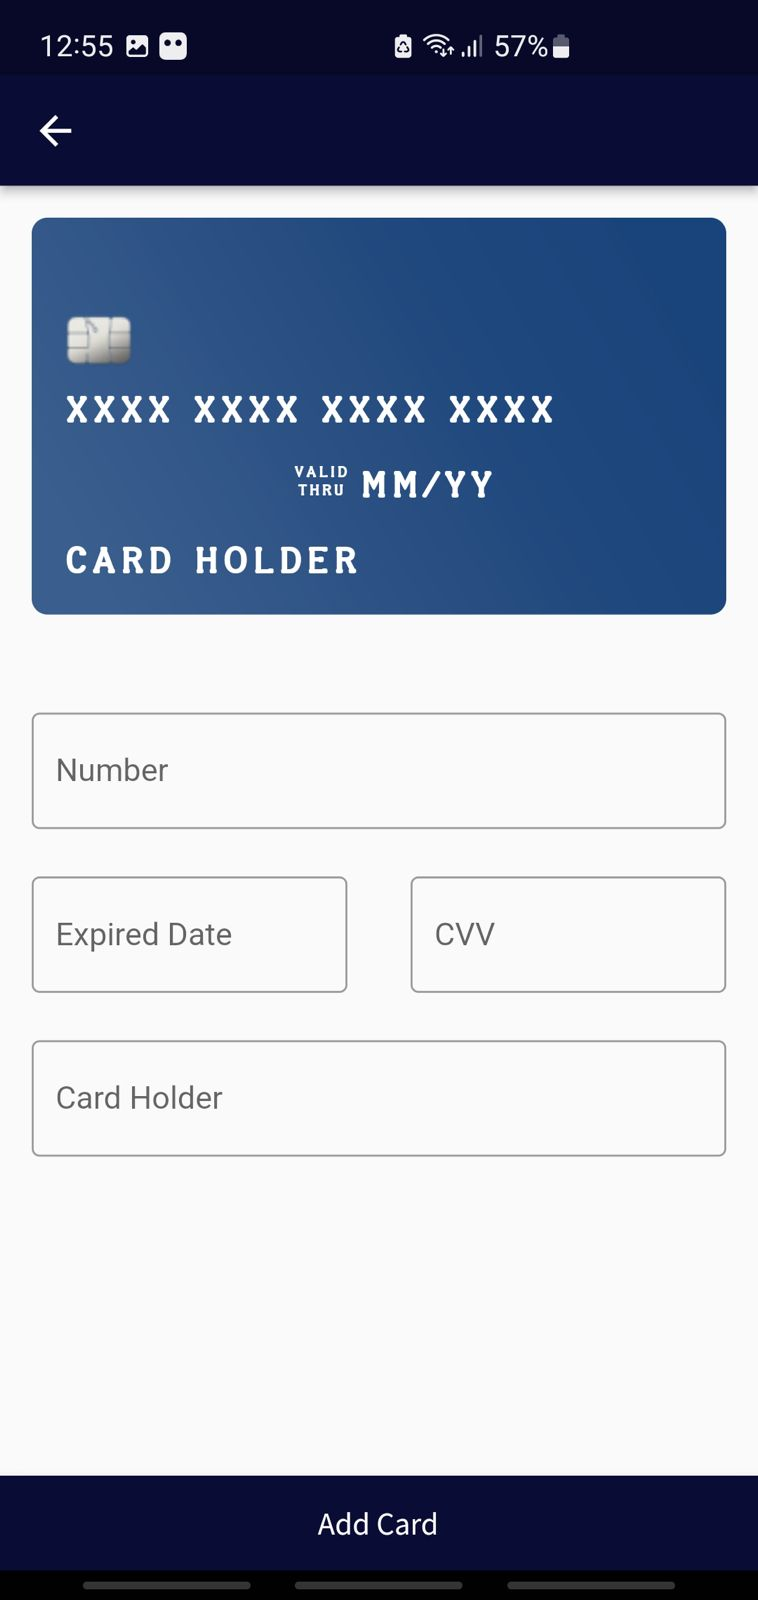 12:55 57%
XXXX XXXX XXXX XXXX
VALID
THRU MM/YY
CARD HOLDER
Number
Expired Date CVV
Card Holder
Add Card